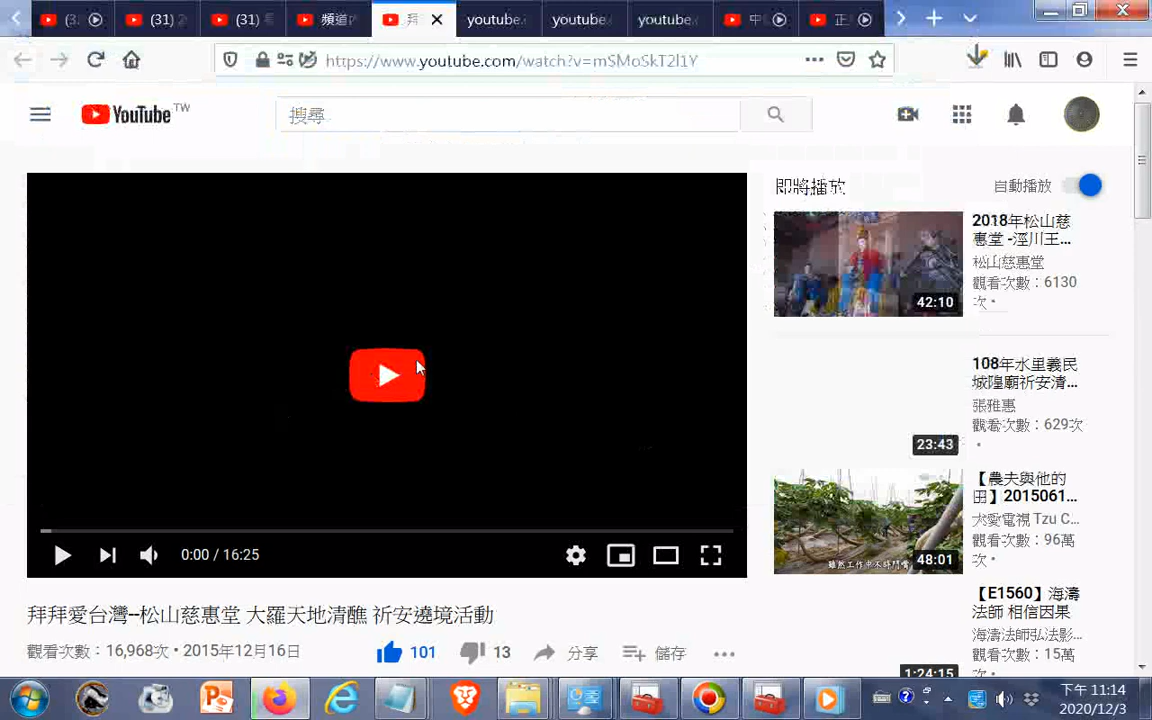 (31)
(31)
頻道
youtube.
youtube.
youtube.
https://www.youtube.com/watch?v=mSMoSkT2l1Y
YouTube TW
搜尋
即將播放
自動播放
42:10
2018年松山慈
惠堂 -涇川王...
松山慈惠堂
觀看次數：6130
次 •
23:43
108年水里義民
城隍廟祈安清...
張雅惠
觀看次數：629次
•
雖然工作中不時鬥嘴
48:01
【農夫與他的
田】2015061...
大愛電視 Tzu C...
觀看次數：96萬
次 •
1:24:15
【E1560】海濤
法師 相信因果
海濤法師弘法影...
觀看次數：15萬
0:00 / 16:25
拜拜愛台灣--松山慈惠堂 大羅天地清醮 祈安遶境活動
觀看次數：16,968次 • 2015年12月16日
101
13
分享
儲存
下午 11:14
2020/12/3